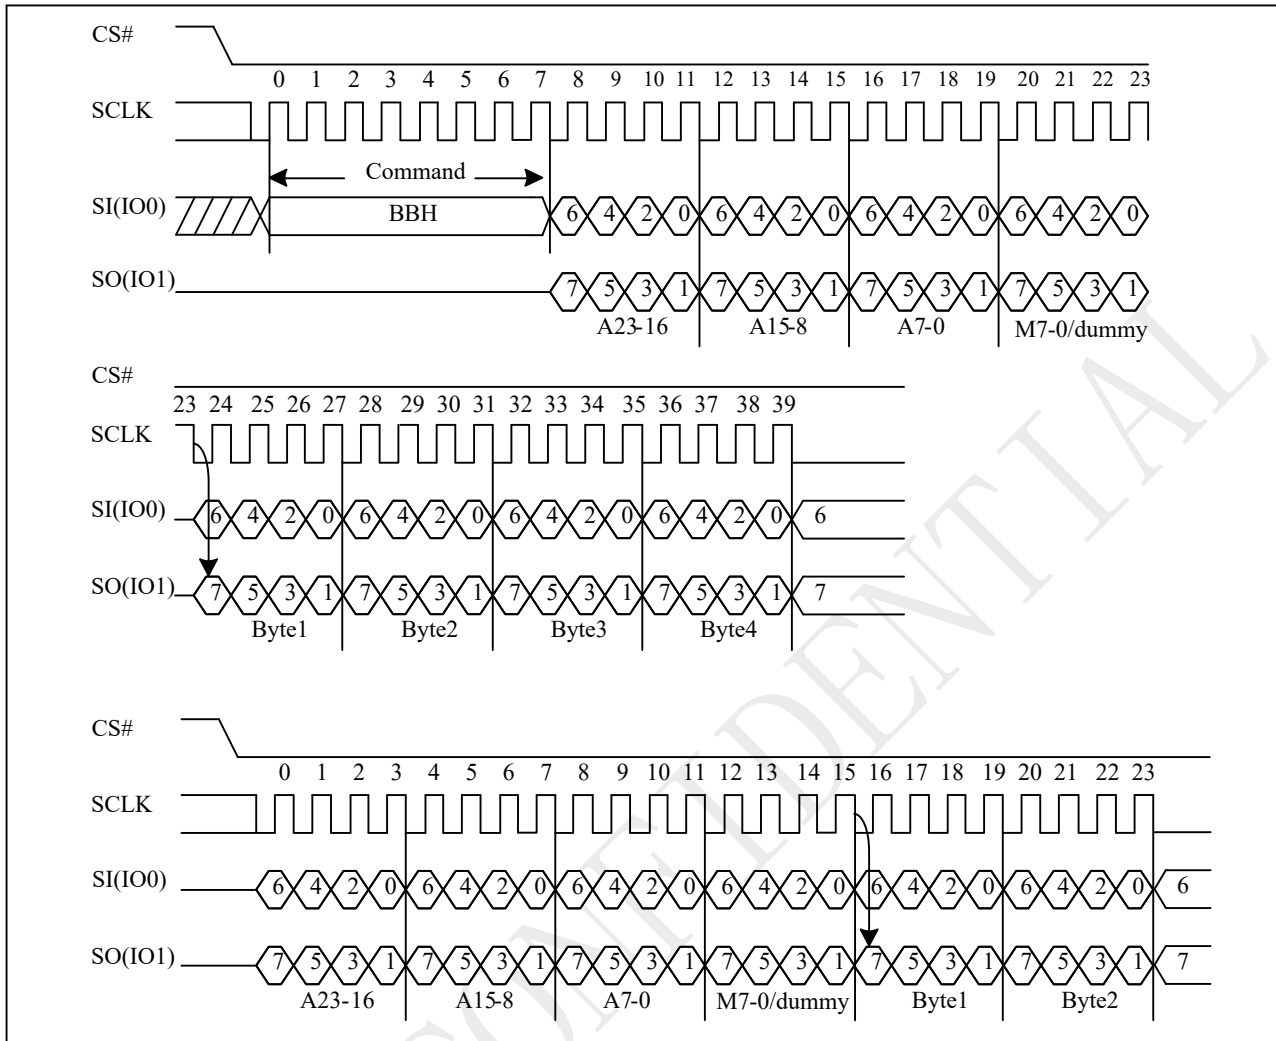 CS#
0 1 2 3 4 5 6 7 8 9 10 11 12 13 14 15 16 17 18 19 20 21 22 23
SCLK
Command
SI(IO0) BBH 6 4 2 0 6 4 2 0 6 4 2 0 6 4 2 0
SO(IO1) 7 5 3 1 7 5 3 1 7 5 3 1 7 5 3 1
A23-16 A15-8 A7-0 M7-0/dummy
CS#
23 24 25 26 27 28 29 30 31 32 33 34 35 36 37 38 39
SCLK
SI(IO0) 6 4 2 0 6 4 2 0 6 4 2 0 6 4 2 0 6
SO(IO1) 7 5 3 1 7 5 3 1 7 5 3 1 7 5 3 1 7
Byte1 Byte2 Byte3 Byte4
CS#
0 1 2 3 4 5 6 7 8 9 10 11 12 13 14 15 16 17 18 19 20 21 22 23
SCLK
SI(IO0) 6 4 2 0 6 4 2 0 6 4 2 0 6 4 2 0 6 4 2 0 6 4 2 0 6
SO(IO1) 7 5 3 1 7 5 3 1 7 5 3 1 7 5 3 1 7 5 3 1 7 5 3 1 7
A23-16 A15-8 A7-0 M7-0/dummy Byte1 Byte2
CONFIDENTIAL